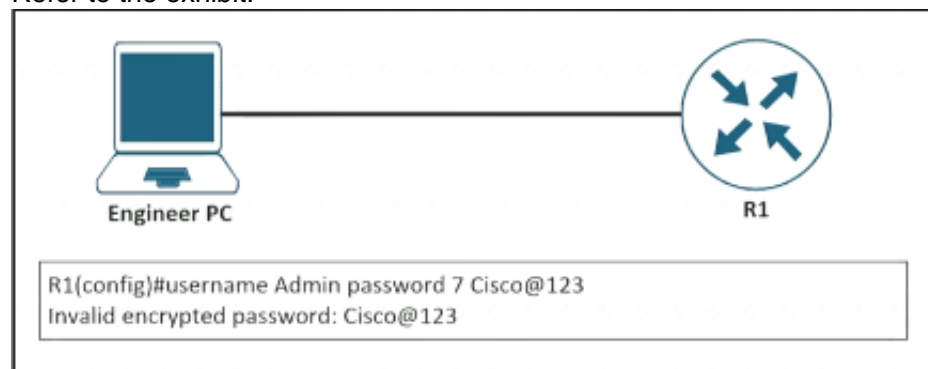 Refer to the exhibit.
Engineer PC
R1
R1(config)#username Admin password 7 Cisco@123
Invalid encrypted password: Cisco@123